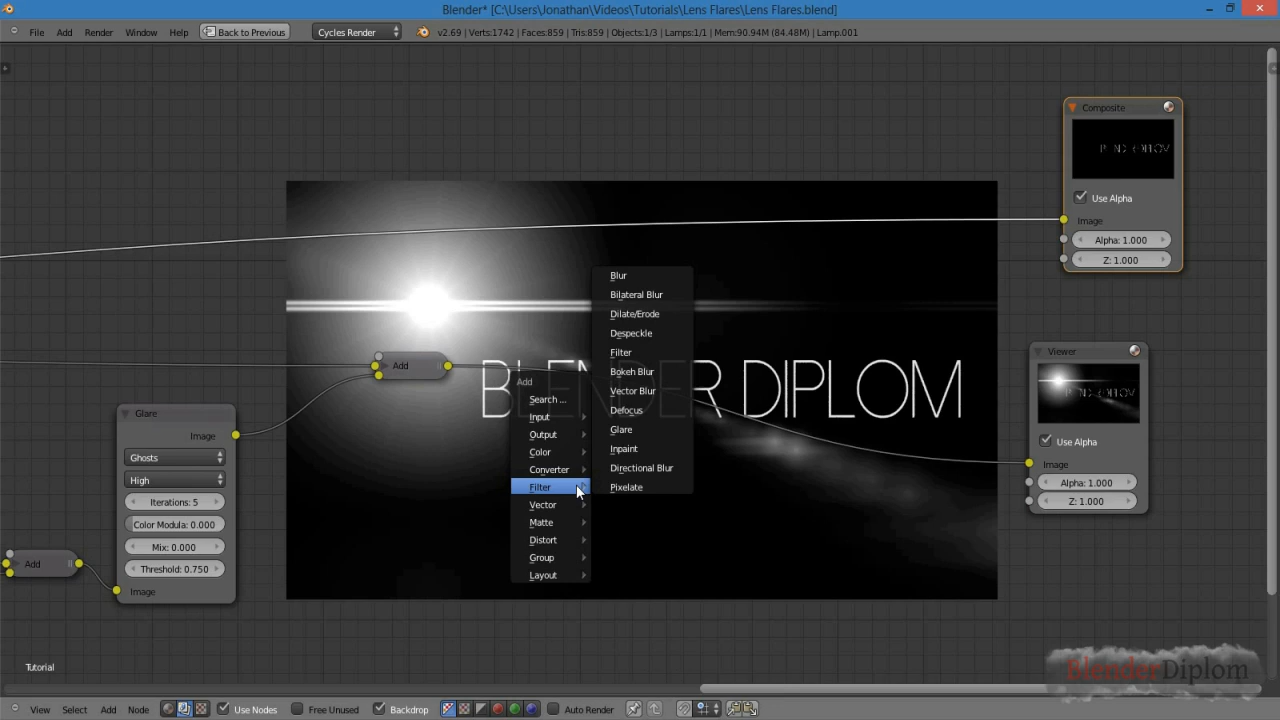 Blender* [C:\Users\Jonathan\Videos\Tutorials\Lens Flares\Lens Flares.blend]
File Add Render Window Help Back to Previous Cycles Render v2.69 | Verts:1742 | Faces:859 | Tris:859 | Objects:1/3 | Lamps:1/1 | Mem:90.94M (84.48M) | Lamp.001
Composite
Use Alpha
Image
Alpha: 1.000
Z: 1.000
Blur
Bilateral Blur
Dilate/Erode
Despeckle
Filter
Bokeh Blur
Vector Blur
Defocus
Glare
Inpaint
Directional Blur
Pixelate
Add
BLENDER DIPLOM
Add
Search ...
Input
Output
Color
Converter
Filter
Vector
Matte
Distort
Group
Layout
Viewer
Use Alpha
Image
Alpha: 1.000
Z: 1.000
Glare
Image
Ghosts
High
Iterations: 5
Color Modula: 0.000
Mix: 0.000
Threshold: 0.750
Image
Add
Tutorial
BlenderDiplom
View Select Add Node Use Nodes Free Unused Backdrop Auto Render